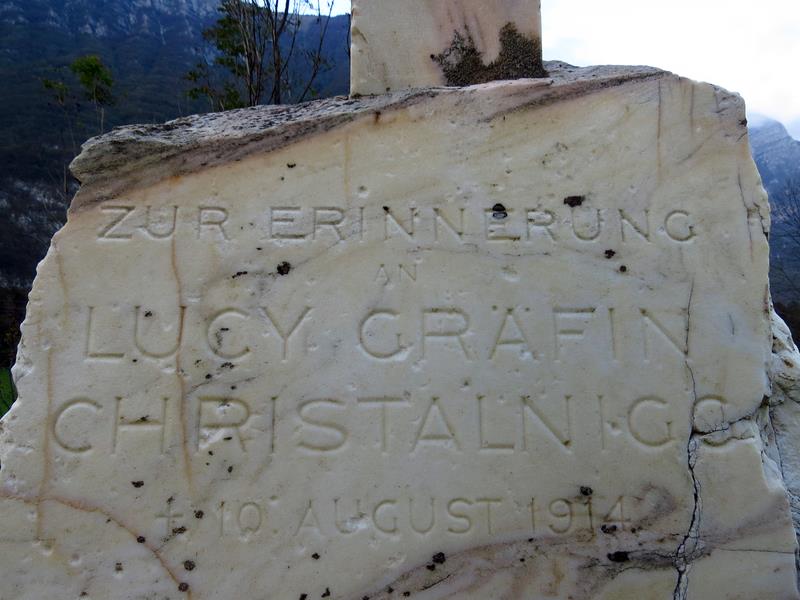 ZUR ERINNERUNG
AN
LUCY GRÄFIN
CHRISTALNIGG
+ 10. AUGUST 1914